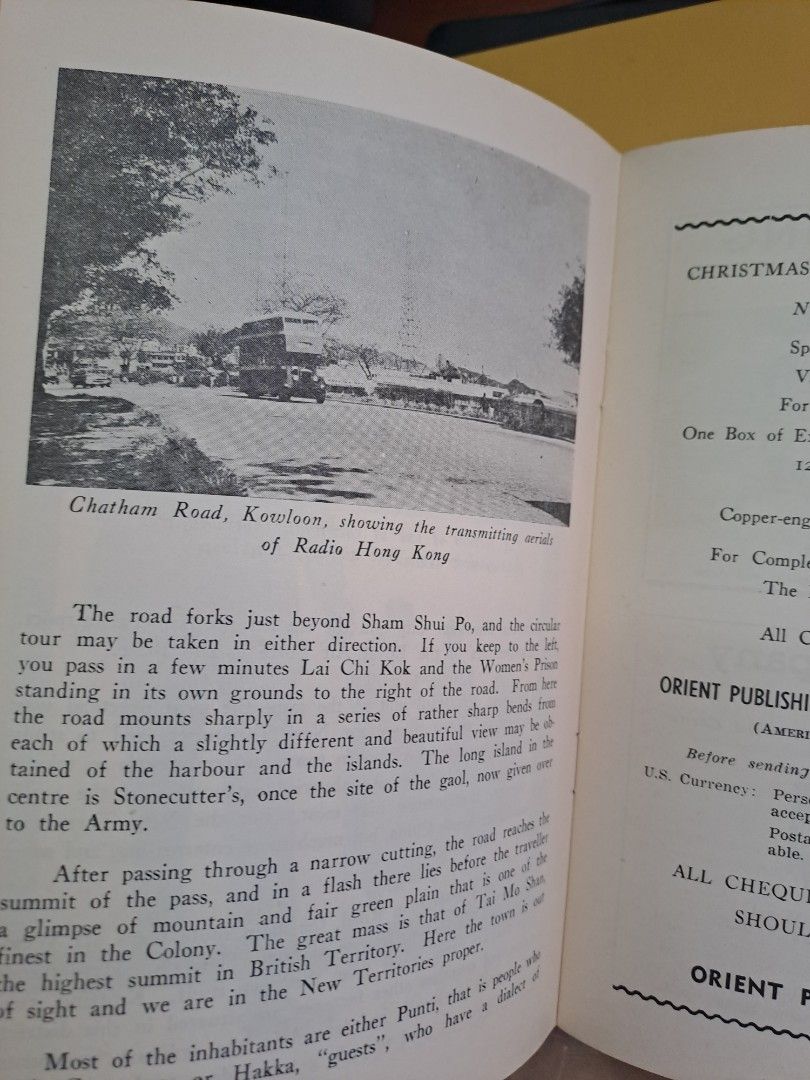 Chatham Road, Kowloon, showing the transmitting aerials
of Radio Hong Kong
The road forks just beyond Sham Shui Po, and the circular
tour may be taken in either direction. If you keep to the left,
you pass in a few minutes Lai Chi Kok and the Women's Prison
standing in its own grounds to the right of the road. From here
the road mounts sharply in a series of rather sharp bends from
each of which a slightly different and beautiful view may be ob-
tained of the harbour and the islands. The long island in the
centre is Stonecutter's, once the site of the gaol, now given over
to the Army.
After passing through a narrow cutting, the road reaches the
summit of the pass, and in a flash there lies before the traveller
a glimpse of mountain and fair green plain that is one of the
finest in the Colony. The great mass is that of Tai Mo Shan,
the highest summit in British Territory. Here the town is out
of sight and we are in the New Territories proper.
Most of the inhabitants are either Punti, that is people who
or Hakka, "guests", who have a dialect of
CHRISTMAS
N
Sp
V
For
One Box of E
12
Copper-eng
For Comple
The
All C
ORIENT PUBLISHI
(AMERI
Before sending
U.S. Currency: Perso
accep
Posta
able.
ALL CHEQUE
SHOUL
ORIENT P